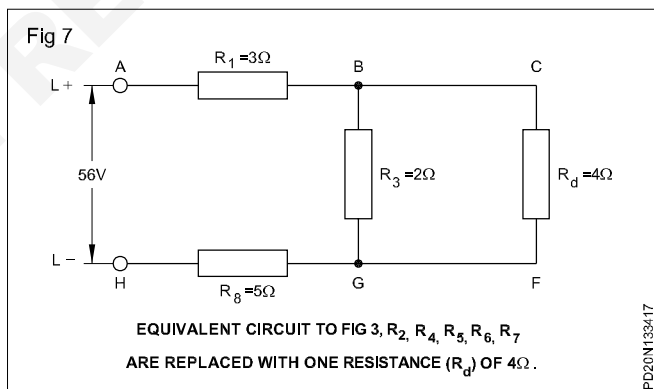 Fig 7
A
R1 =3Ω
B
C
L+
56V
R3 =2Ω
Rd =4Ω
L-
H
R8 =5Ω
G
F
EQUIVALENT CIRCUIT TO FIG 3, R2, R4, R5, R6, R7
ARE REPLACED WITH ONE RESISTANCE (Rd) OF 4Ω.
PD20N133417